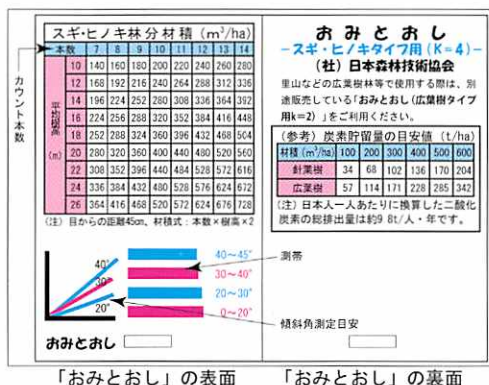 スギ・ヒノキ林分材積（m³/ha）
本数 7 8 9 10 11 12 13 14
カウント本数
平均樹高（m）
10 140 160 180 200 220 240 260 280
12 168 192 216 240 264 288 312 336
14 196 224 252 280 308 336 364 392
16 224 256 288 320 352 384 416 448
18 252 288 324 360 396 432 468 504
20 280 320 360 400 440 480 520 560
22 308 352 396 440 484 528 572 616
24 336 384 432 480 528 576 624 672
26 364 416 468 520 572 624 676 728
（注）目からの距離45㎝、材積式：本数×樹高×2
40° 30° 20°
40～45°
30～40°
20～30°
0～20°
おみとおし
おみとおし
－スギ・ヒノキタイプ用（K=4）－
（社）日本森林技術協会
里山などの広葉樹林等で使用する際は、別
途販売している「おみとおし（広葉樹タイプ
用k=2）」をご利用ください。
（参考）炭素貯留量の目安値（t/ha）
材積（m³/ha） 100 200 300 400 500 600
針葉樹 34 68 102 136 170 204
広葉樹 57 114 171 228 285 342
（注）日本人一人あたりに換算した二酸化
炭素の総排出量は約9.8t/人・年です。
測帯
傾斜角測定目安
「おみとおし」の表面
「おみとおし」の裏面